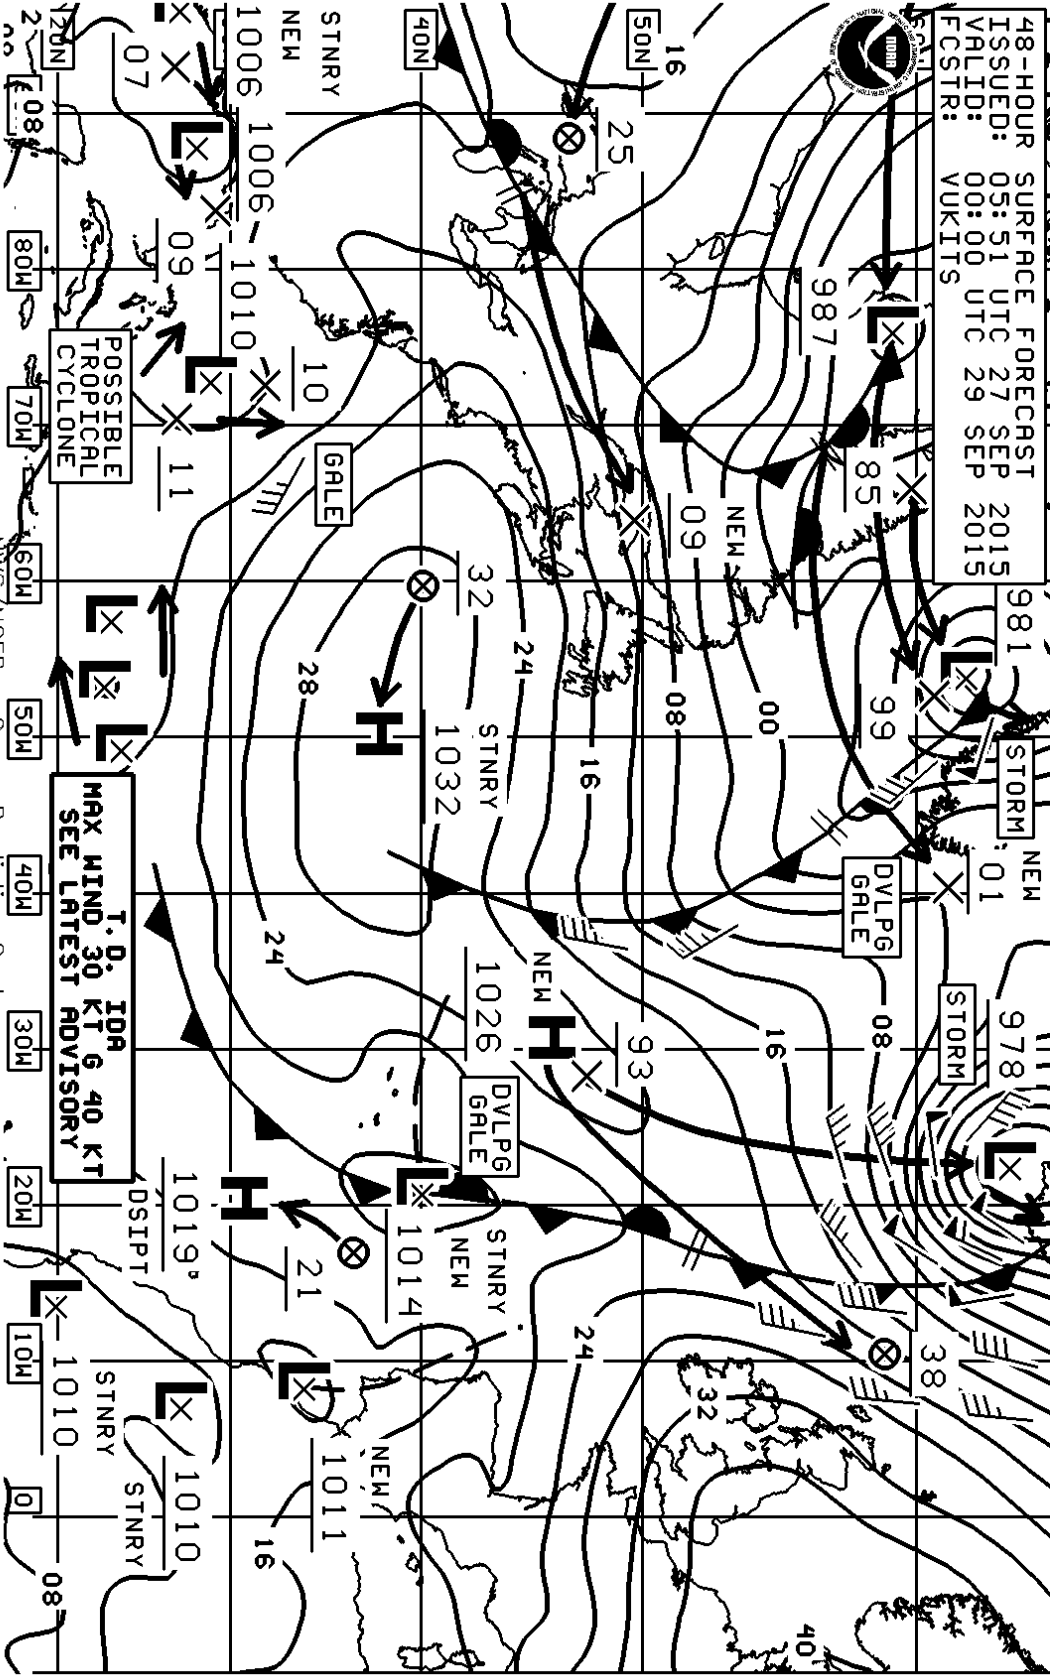 48-HOUR SURFACE FORECAST
ISSUED: 05:51 UTC 27 SEP 2015
VALID: 00:00 UTC 29 SEP 2015
FCSTR: VUKITS
NOAA
981
STORM
NEW
01
978
STORM
987
85
99
DVLPG
GALE
08
38
16
50N
25
NEW
09
00
08
16
93
16
32
40
40N
STNRY
NEW
1006
32
24
STNRY
1032
16
NEW
1026
DVLPG
GALE
STNRY
NEW
1014
24
28
GALE
10
1010
1006
24
21
1019
DSIPT
NEW
1011
16
07
09
11
POSSIBLE
TROPICAL
CYCLONE
T.D. IDA
MAX WIND 30 KT G 40 KT
SEE LATEST ADVISORY
1010
STNRY
1010
STNRY
08
20N
08
80W
70W
60W
50W
40W
30W
20W
10W
0
H
H
H
L
L
L
L
L
L
L
L
L
L
L
L
L